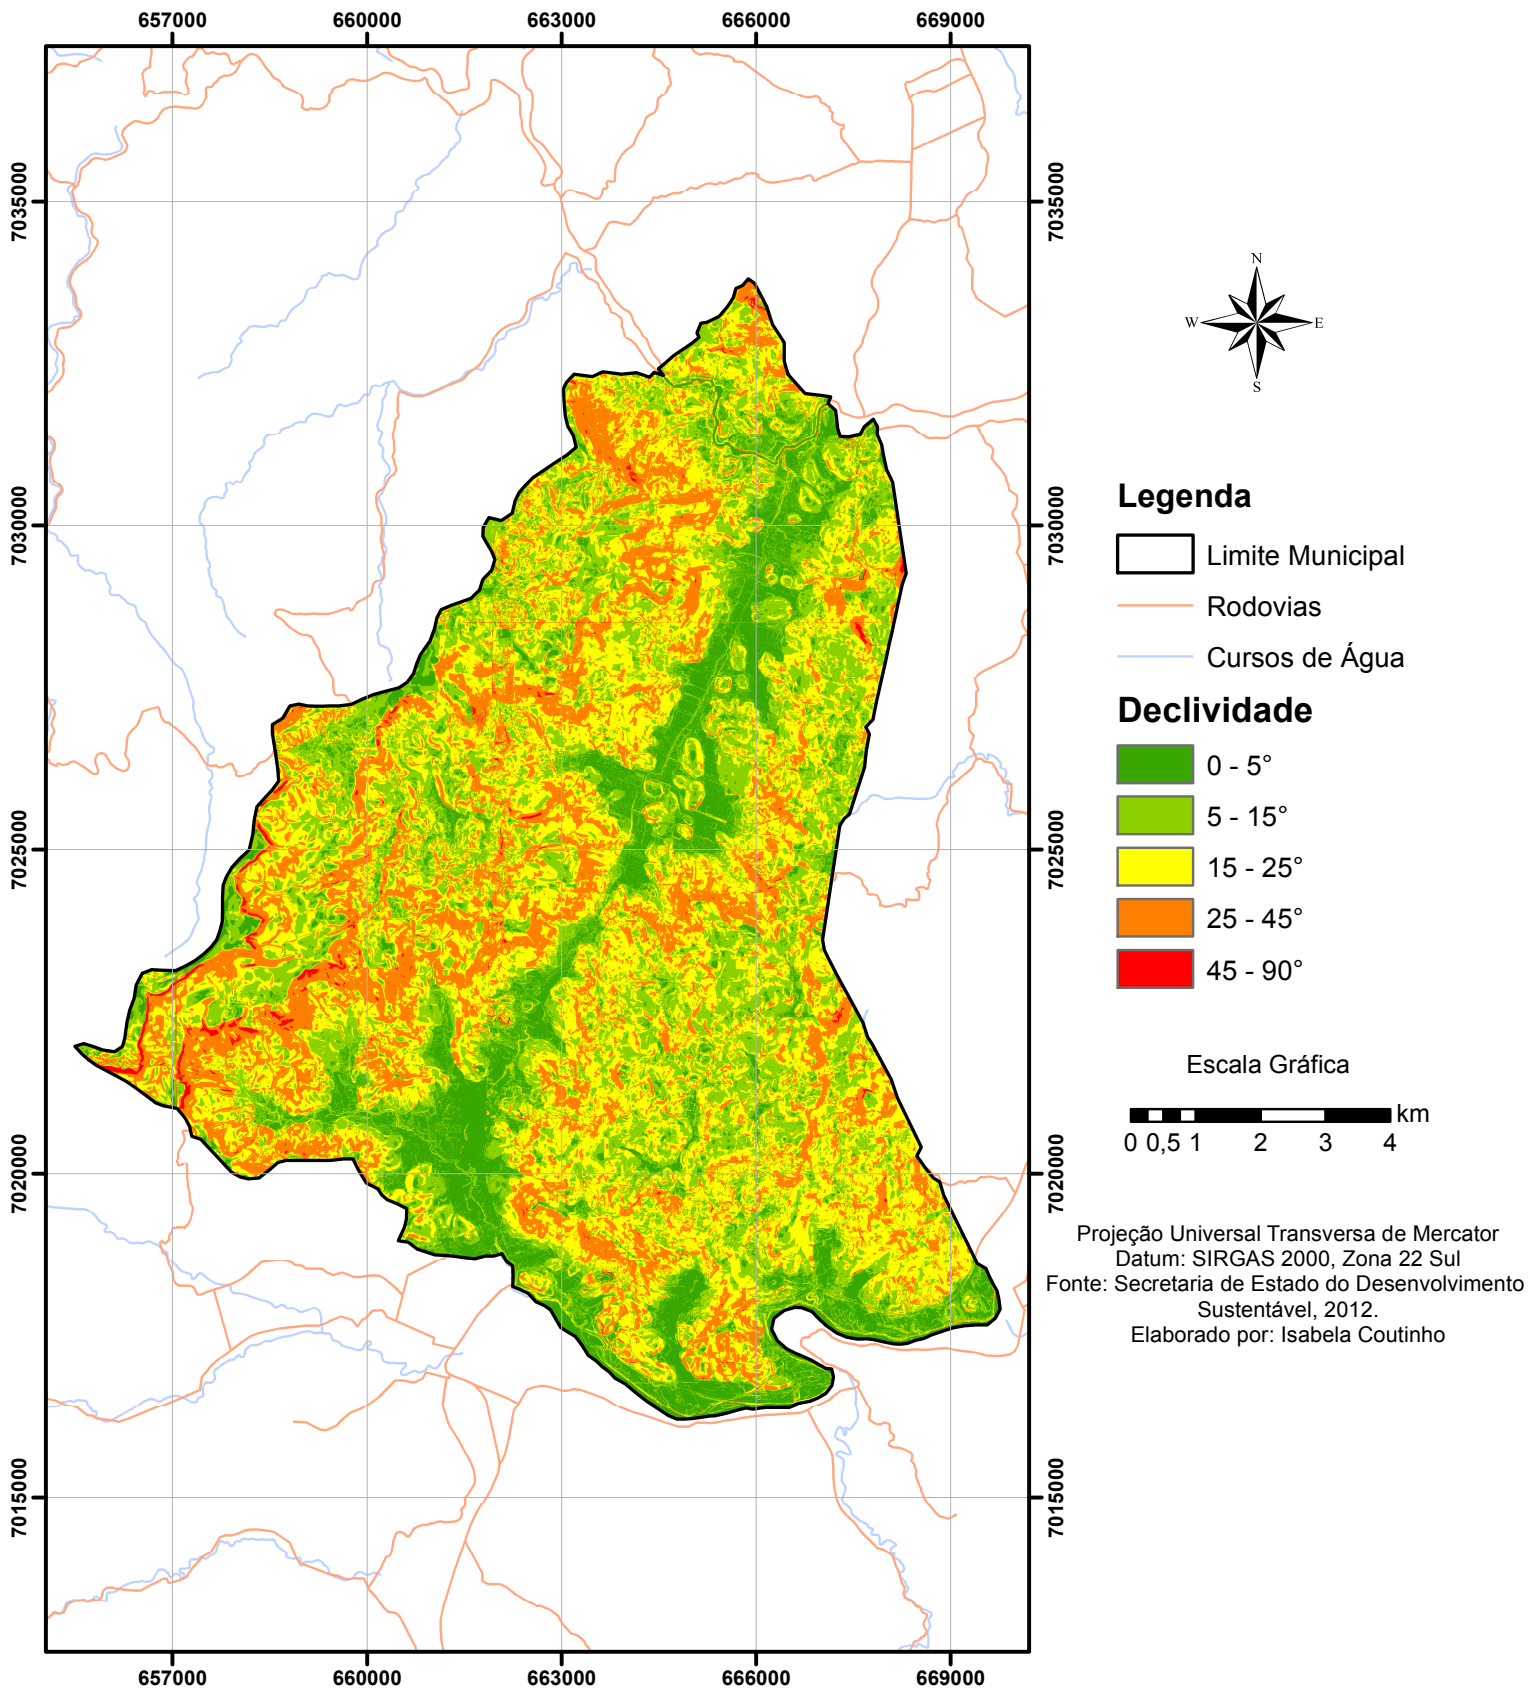 657000 660000 663000 666000 669000
7035000 7035000
N
W E
S
7030000 7030000
Legenda
Limite Municipal
Rodovias
Cursos de Água
Declividade
0 - 5°
5 - 15°
15 - 25°
25 - 45°
45 - 90°
7025000 7025000
Escala Gráfica
km
0 0,5 1 2 3 4
7020000 7020000
Projeção Universal Transversa de Mercator
Datum: SIRGAS 2000, Zona 22 Sul
Fonte: Secretaria de Estado do Desenvolvimento
Sustentável, 2012.
Elaborado por: Isabela Coutinho
7015000 7015000
657000 660000 663000 666000 669000